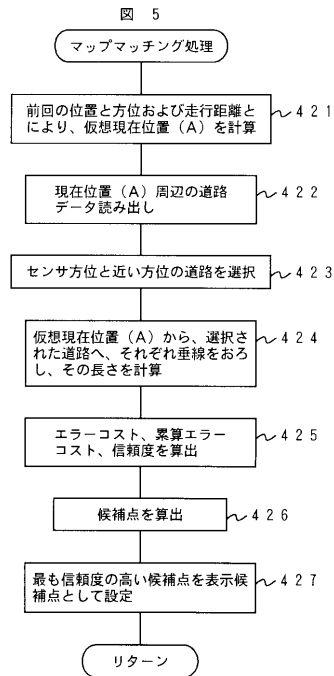 図 5
マップマッチング処理
前回の位置と方位および走行距離と
により、仮想現在位置（A）を計算
421
現在位置（A）周辺の道路
データ読み出し
422
センサ方位と近い方位の道路を選択
423
仮想現在位置（A）から、選択さ
れた道路へ、それぞれ垂線をおろ
し、その長さを計算
424
エラーコスト、累算エラー
コスト、信頼度を算出
425
候補点を算出
426
最も信頼度の高い候補点を表示候
補点として設定
427
リターン